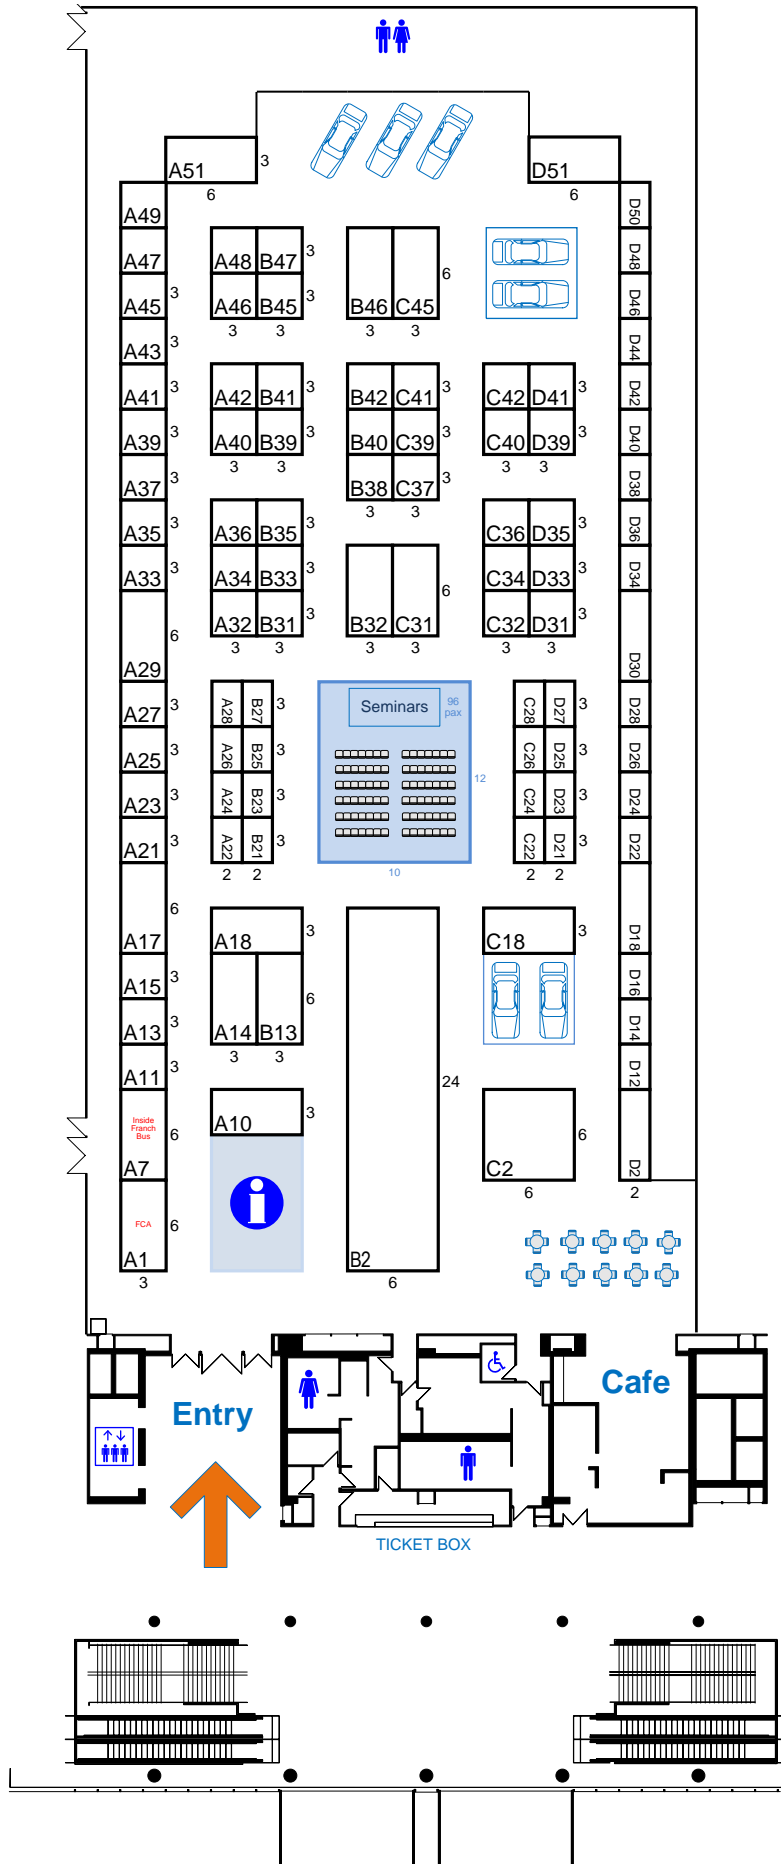 A51 3 D51
6 6
A49 D50
A47 A48 B47 3 D48
A45 3 A46 B45 3 B46 C45 6 D46
3 3 3 3
A43 3 D44
A41 3 A42 B41 3 B42 C41 3 C42 D41 3 D42
A39 3 A40 B39 3 B40 C39 3 C40 D39 3 D40
3 3 3 3
A37 3 B38 C37 3 D38
3 3
A35 3 A36 B35 3 C36 D35 3 D36
A33 3 A34 B33 3 C34 D33 3 D34
A32 B31 3 B32 C31 6 C32 D31 3
3 3 3 3 3 3
A29 6 D30
Seminars 96
pax
A27 3 A28 B27 3 C28 D27 3 D28
A25 3 A26 B25 3 C26 D25 3 D26
12
A23 3 A24 B23 3 C24 D23 3 D24
A21 3 A22 B21 3 C22 D21 3 D22
2 2 10 2 2
A17 6 A18 3 C18 3 D18
A15 3 D16
A13 3 A14 B13 6 D14
3 3
A11 3 24 D12
Inside
Franch
Bus
A7 6 A10 3 C2 6 D2
6 2
FCA
A1 6 B2
3 6
Entry
Cafe
TICKET BOX